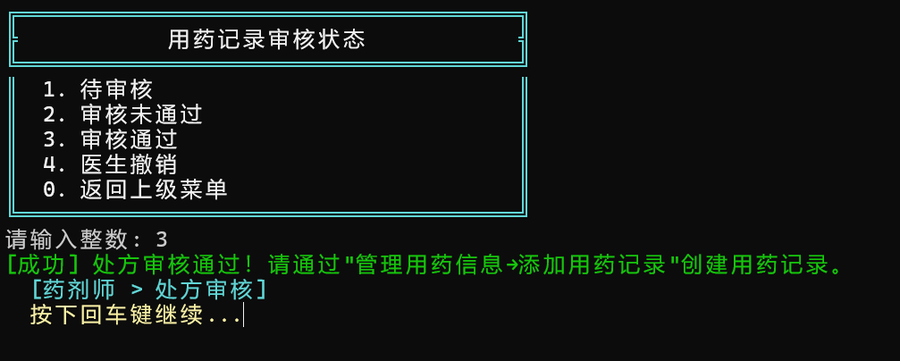 用药记录审核状态
1. 待审核
2. 审核未通过
3. 审核通过
4. 医生撤销
0. 返回上级菜单
请输入整数: 3
[成功] 处方审核通过! 请通过"管理用药信息→添加用药记录"创建用药记录。
[药剂师 > 处方审核]
按下回车键继续...